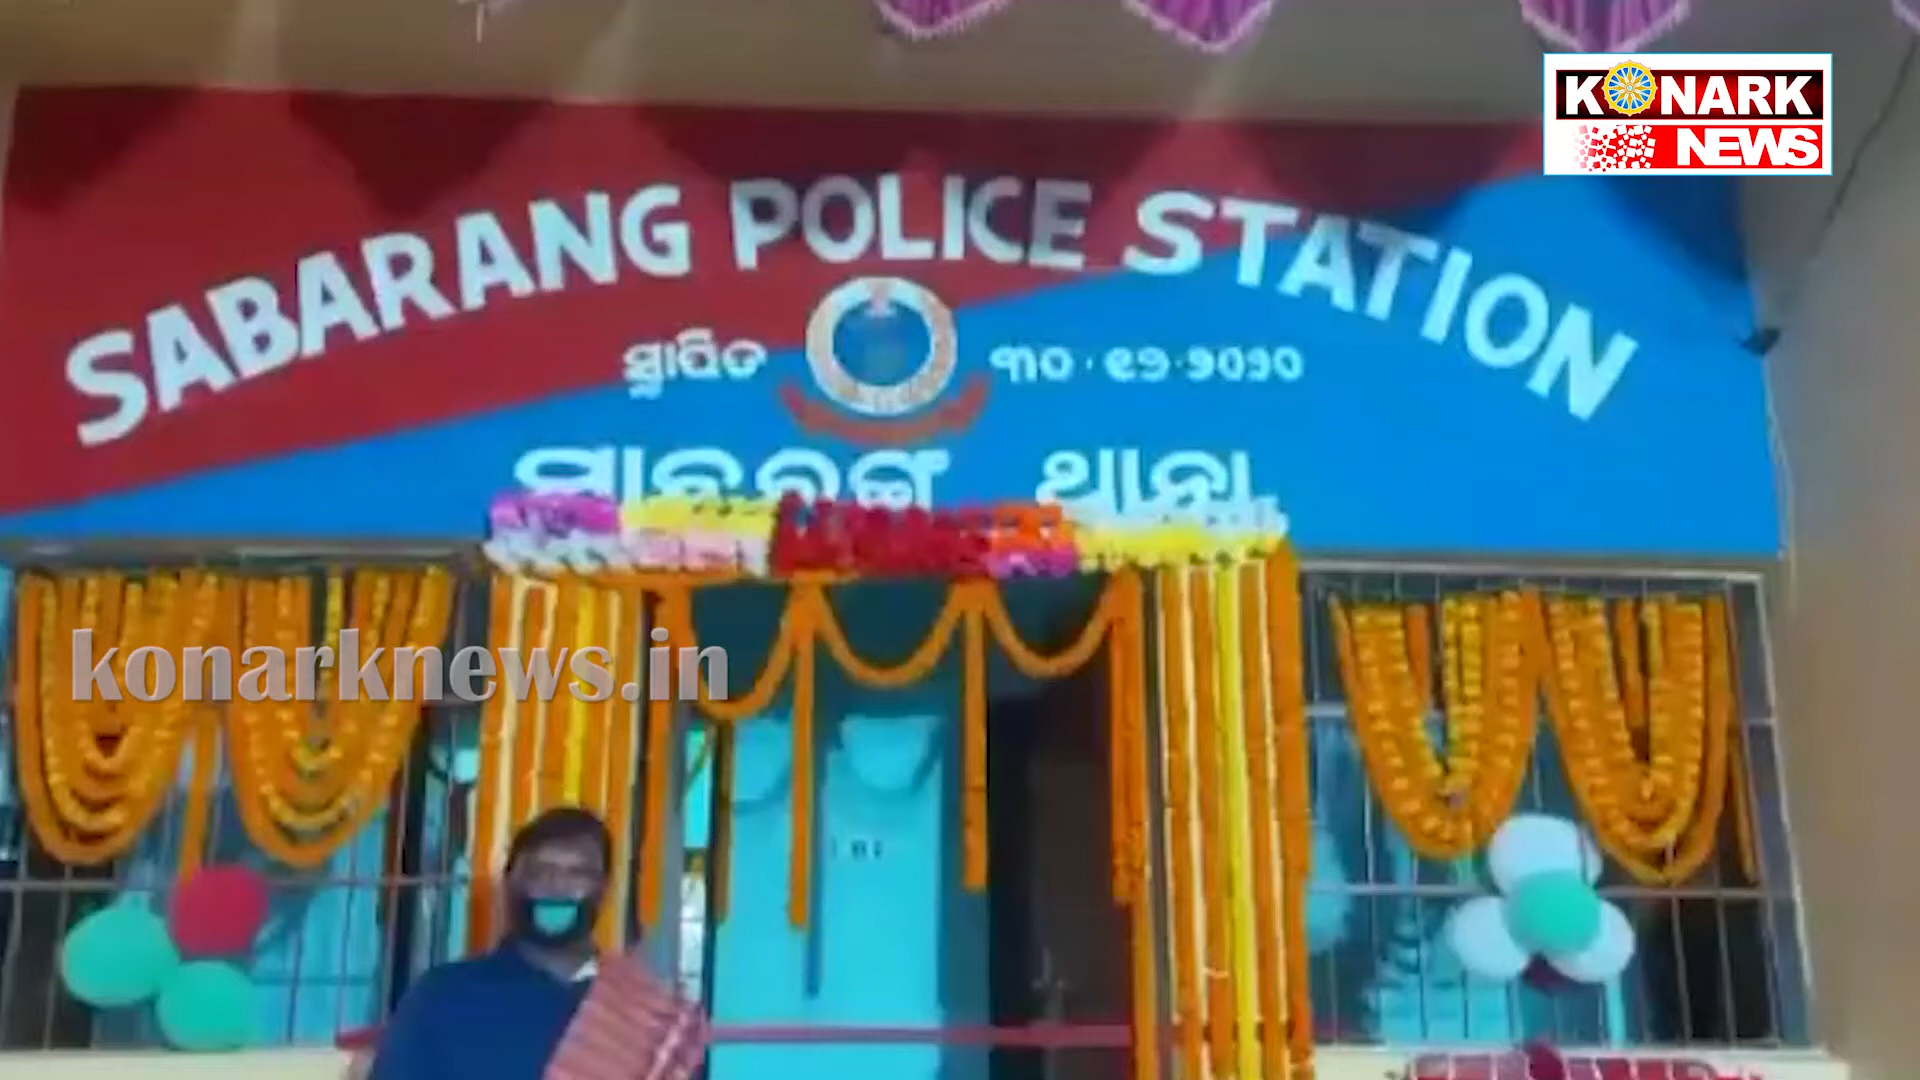 KONARK
NEWS
SABARANG POLICE STATION
ସ୍ଥାପିତ ୩୦.୧୨.୨୦୨୦
ସାବରଙ୍ଗ ଥାନା
konarknews.in